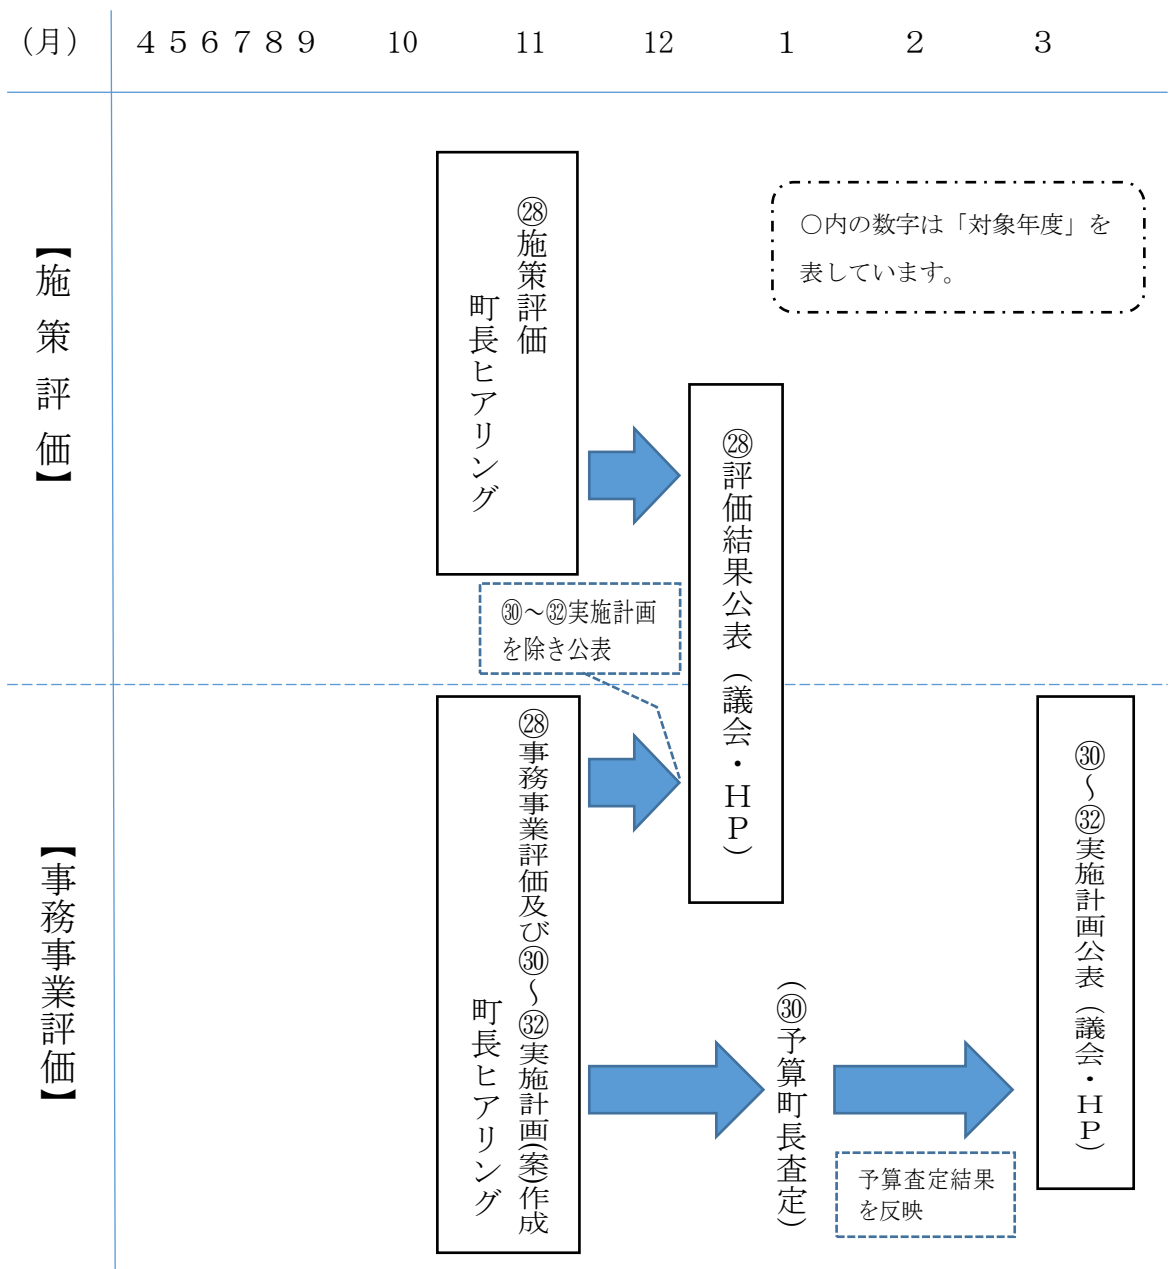 （月） ４ ５ ６ ７ ８ ９ 10 11 12 １ ２ ３
【施策評価】
㉘施策評価
町長ヒアリング
○内の数字は「対象年度」を
表しています。
㉘評価結果公表（議会・ＨＰ）
㉚～㉜実施計画
を除き公表
【事務事業評価】
㉘事務事業評価及び㉚～㉜実施計画(案)作成
町長ヒアリング
（㉚予算町長査定）
予算査定結果
を反映
㉚～㉜実施計画公表（議会・ＨＰ）